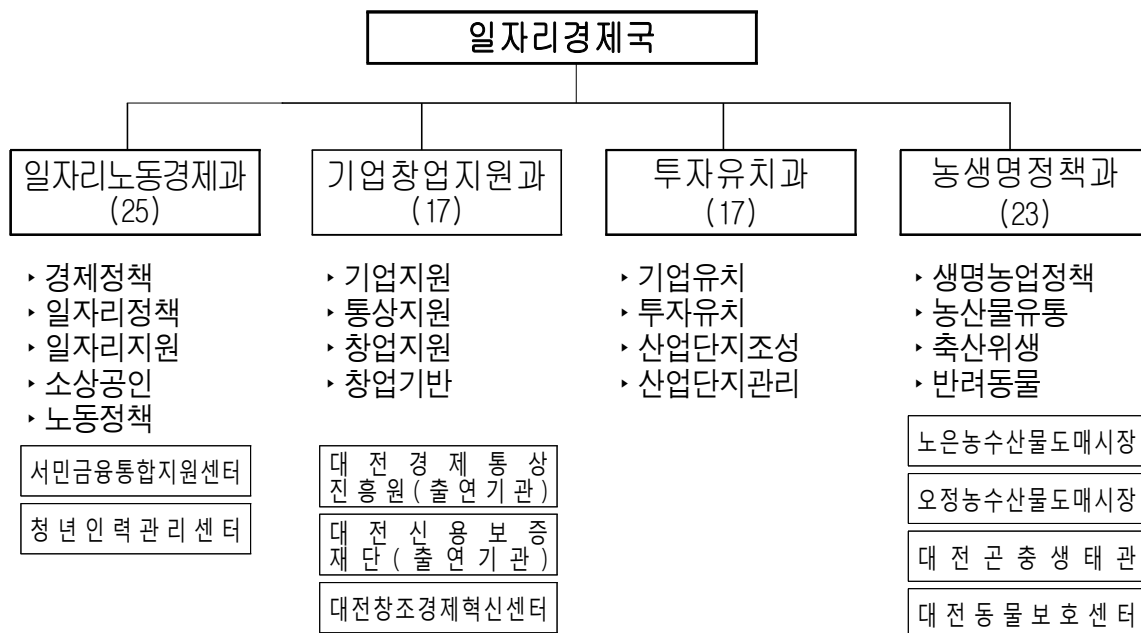 일자리경제국
일자리노동경제과
(25)
▸ 경제정책
▸ 일자리정책
▸ 일자리지원
▸ 소상공인
▸ 노동정책
서민금융통합지원센터
청년인력관리센터
기업창업지원과
(17)
▸ 기업지원
▸ 통상지원
▸ 창업지원
▸ 창업기반
대전경제통상
진흥원(출연기관)
대전신용보증
재단(출연기관)
대전창조경제혁신센터
투자유치과
(17)
▸ 기업유치
▸ 투자유치
▸ 산업단지조성
▸ 산업단지관리
농생명정책과
(23)
▸ 생명농업정책
▸ 농산물유통
▸ 축산위생
▸ 반려동물
노은농수산물도매시장
오정농수산물도매시장
대전곤충생태관
대전동물보호센터